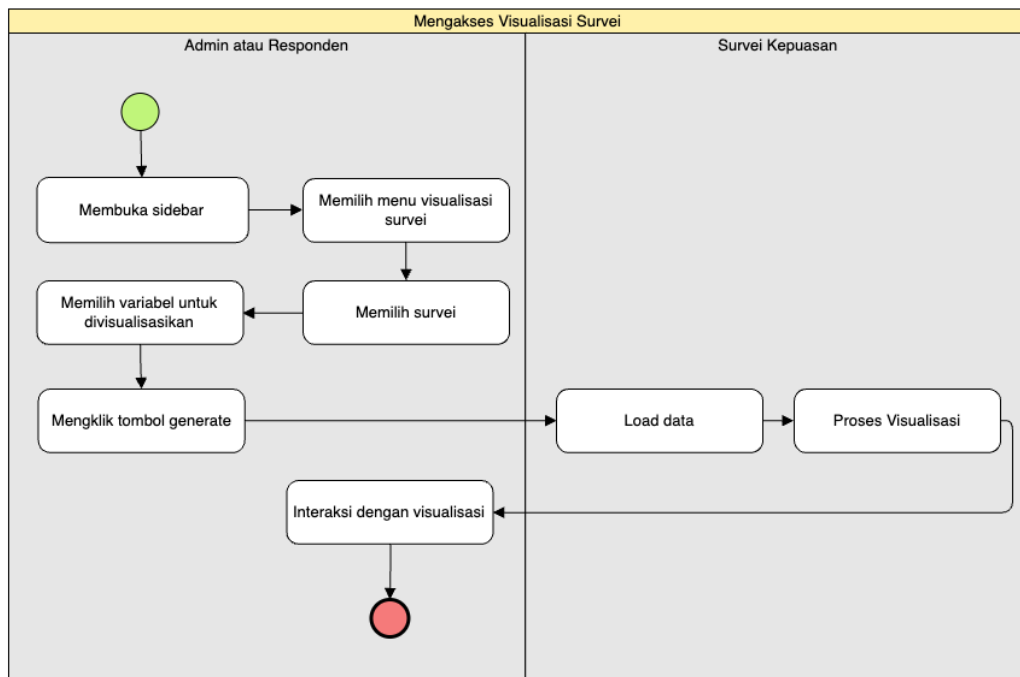 Mengakses Visualisasi Survei
Admin atau Responden
Survei Kepuasan
Membuka sidebar
Memilih menu visualisasi
survei
Memilih variabel untuk
divisualisasikan
Memilih survei
Mengklik tombol generate
Load data
Proses Visualisasi
Interaksi dengan visualisasi